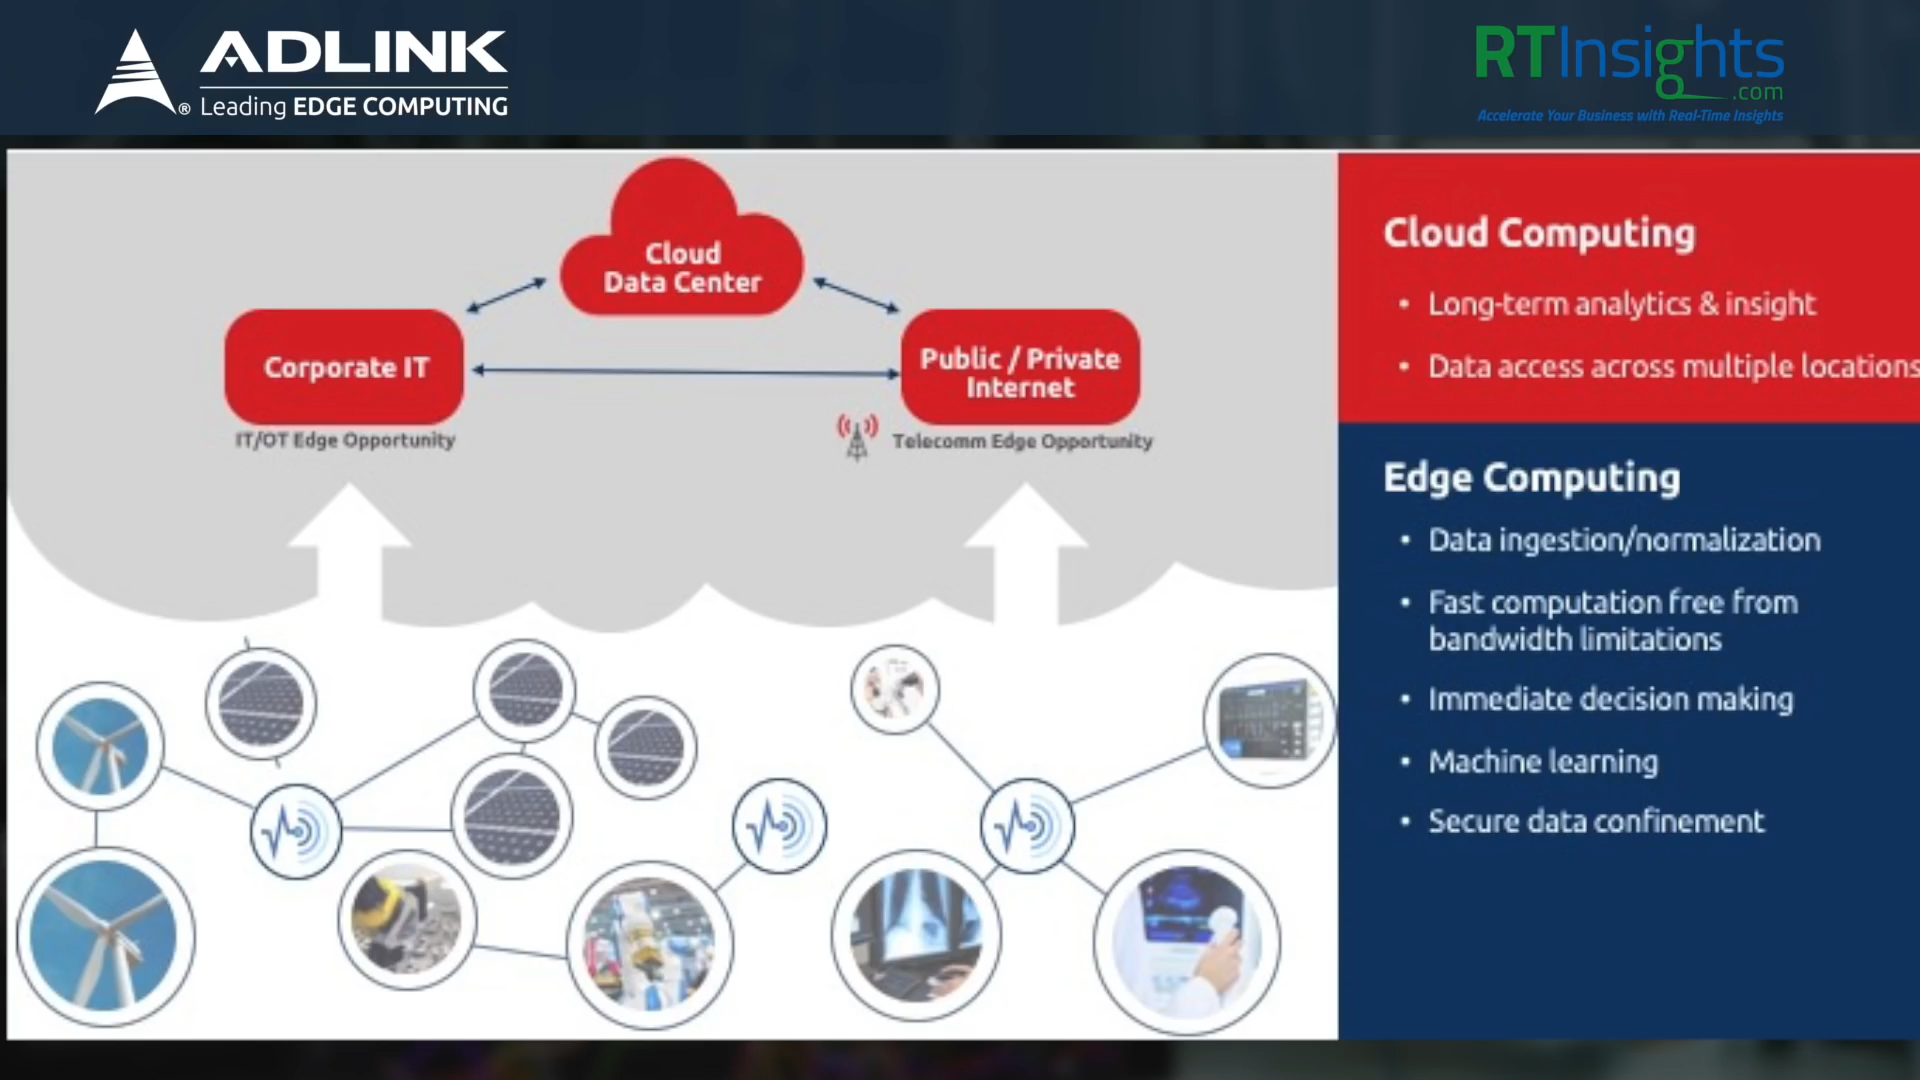 ADLINK
® Leading EDGE COMPUTING
RTInsights
.com
Accelerate Your Business with Real-Time Insights
Cloud
Data Center
Corporate IT
Public / Private
Internet
IT/OT Edge Opportunity
Telecomm Edge Opportunity
Cloud Computing
• Long-term analytics & insight
• Data access across multiple locations
Edge Computing
• Data ingestion/normalization
• Fast computation free from
bandwidth limitations
• Immediate decision making
• Machine learning
• Secure data confinement